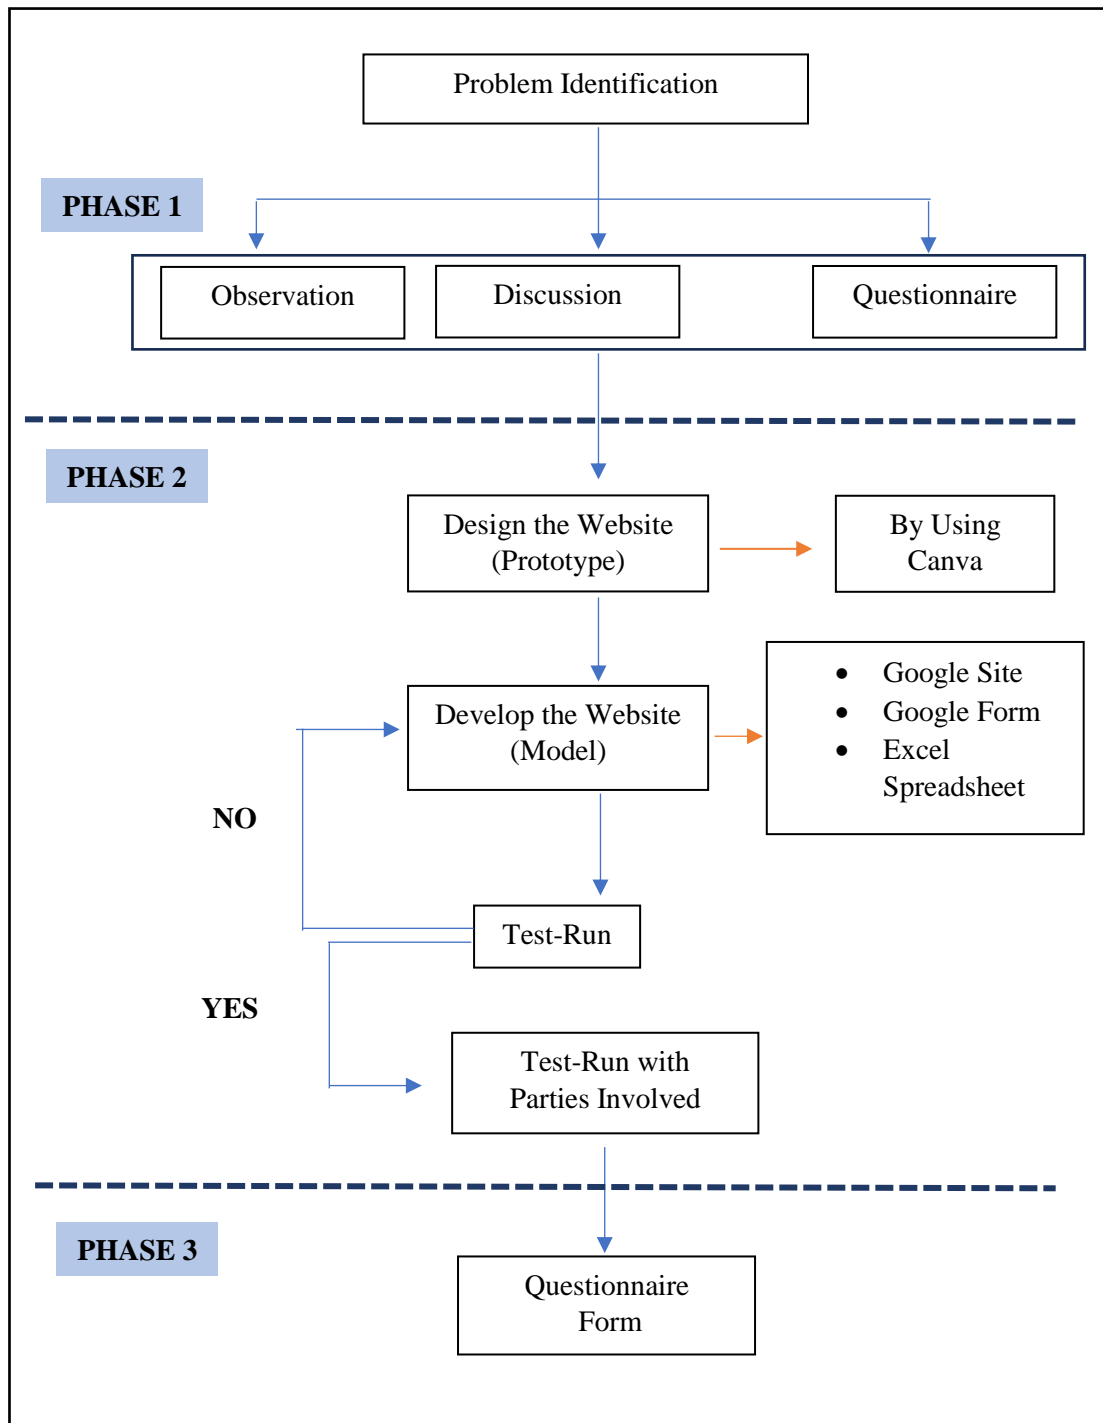 Problem Identification
PHASE 1
Observation
Discussion
Questionnaire
PHASE 2
Design the Website
(Prototype)
By Using
Canva
Develop the Website
(Model)
• Google Site
• Google Form
• Excel
Spreadsheet
NO
Test-Run
YES
Test-Run with
Parties Involved
PHASE 3
Questionnaire
Form